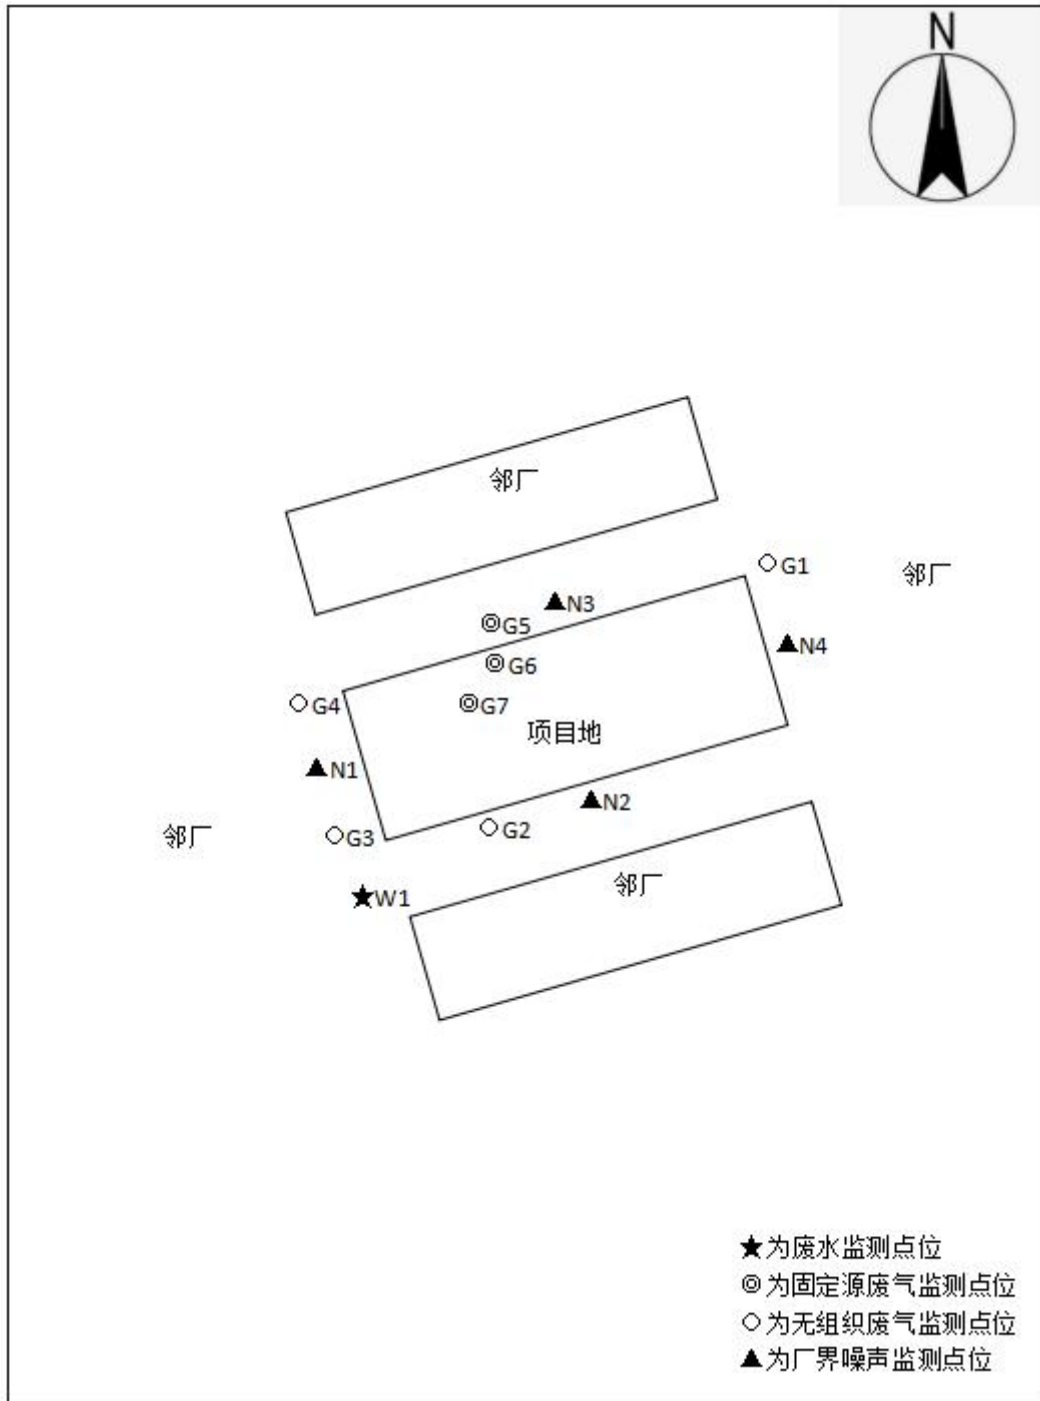 N
邻厂
G1
邻厂
N3
G5
N4
G6
G4
G7
项目地
N1
N2
G2
邻厂
G3
邻厂
W1
★为废水监测点位
◎为固定源废气监测点位
○为无组织废气监测点位
▲为厂界噪声监测点位